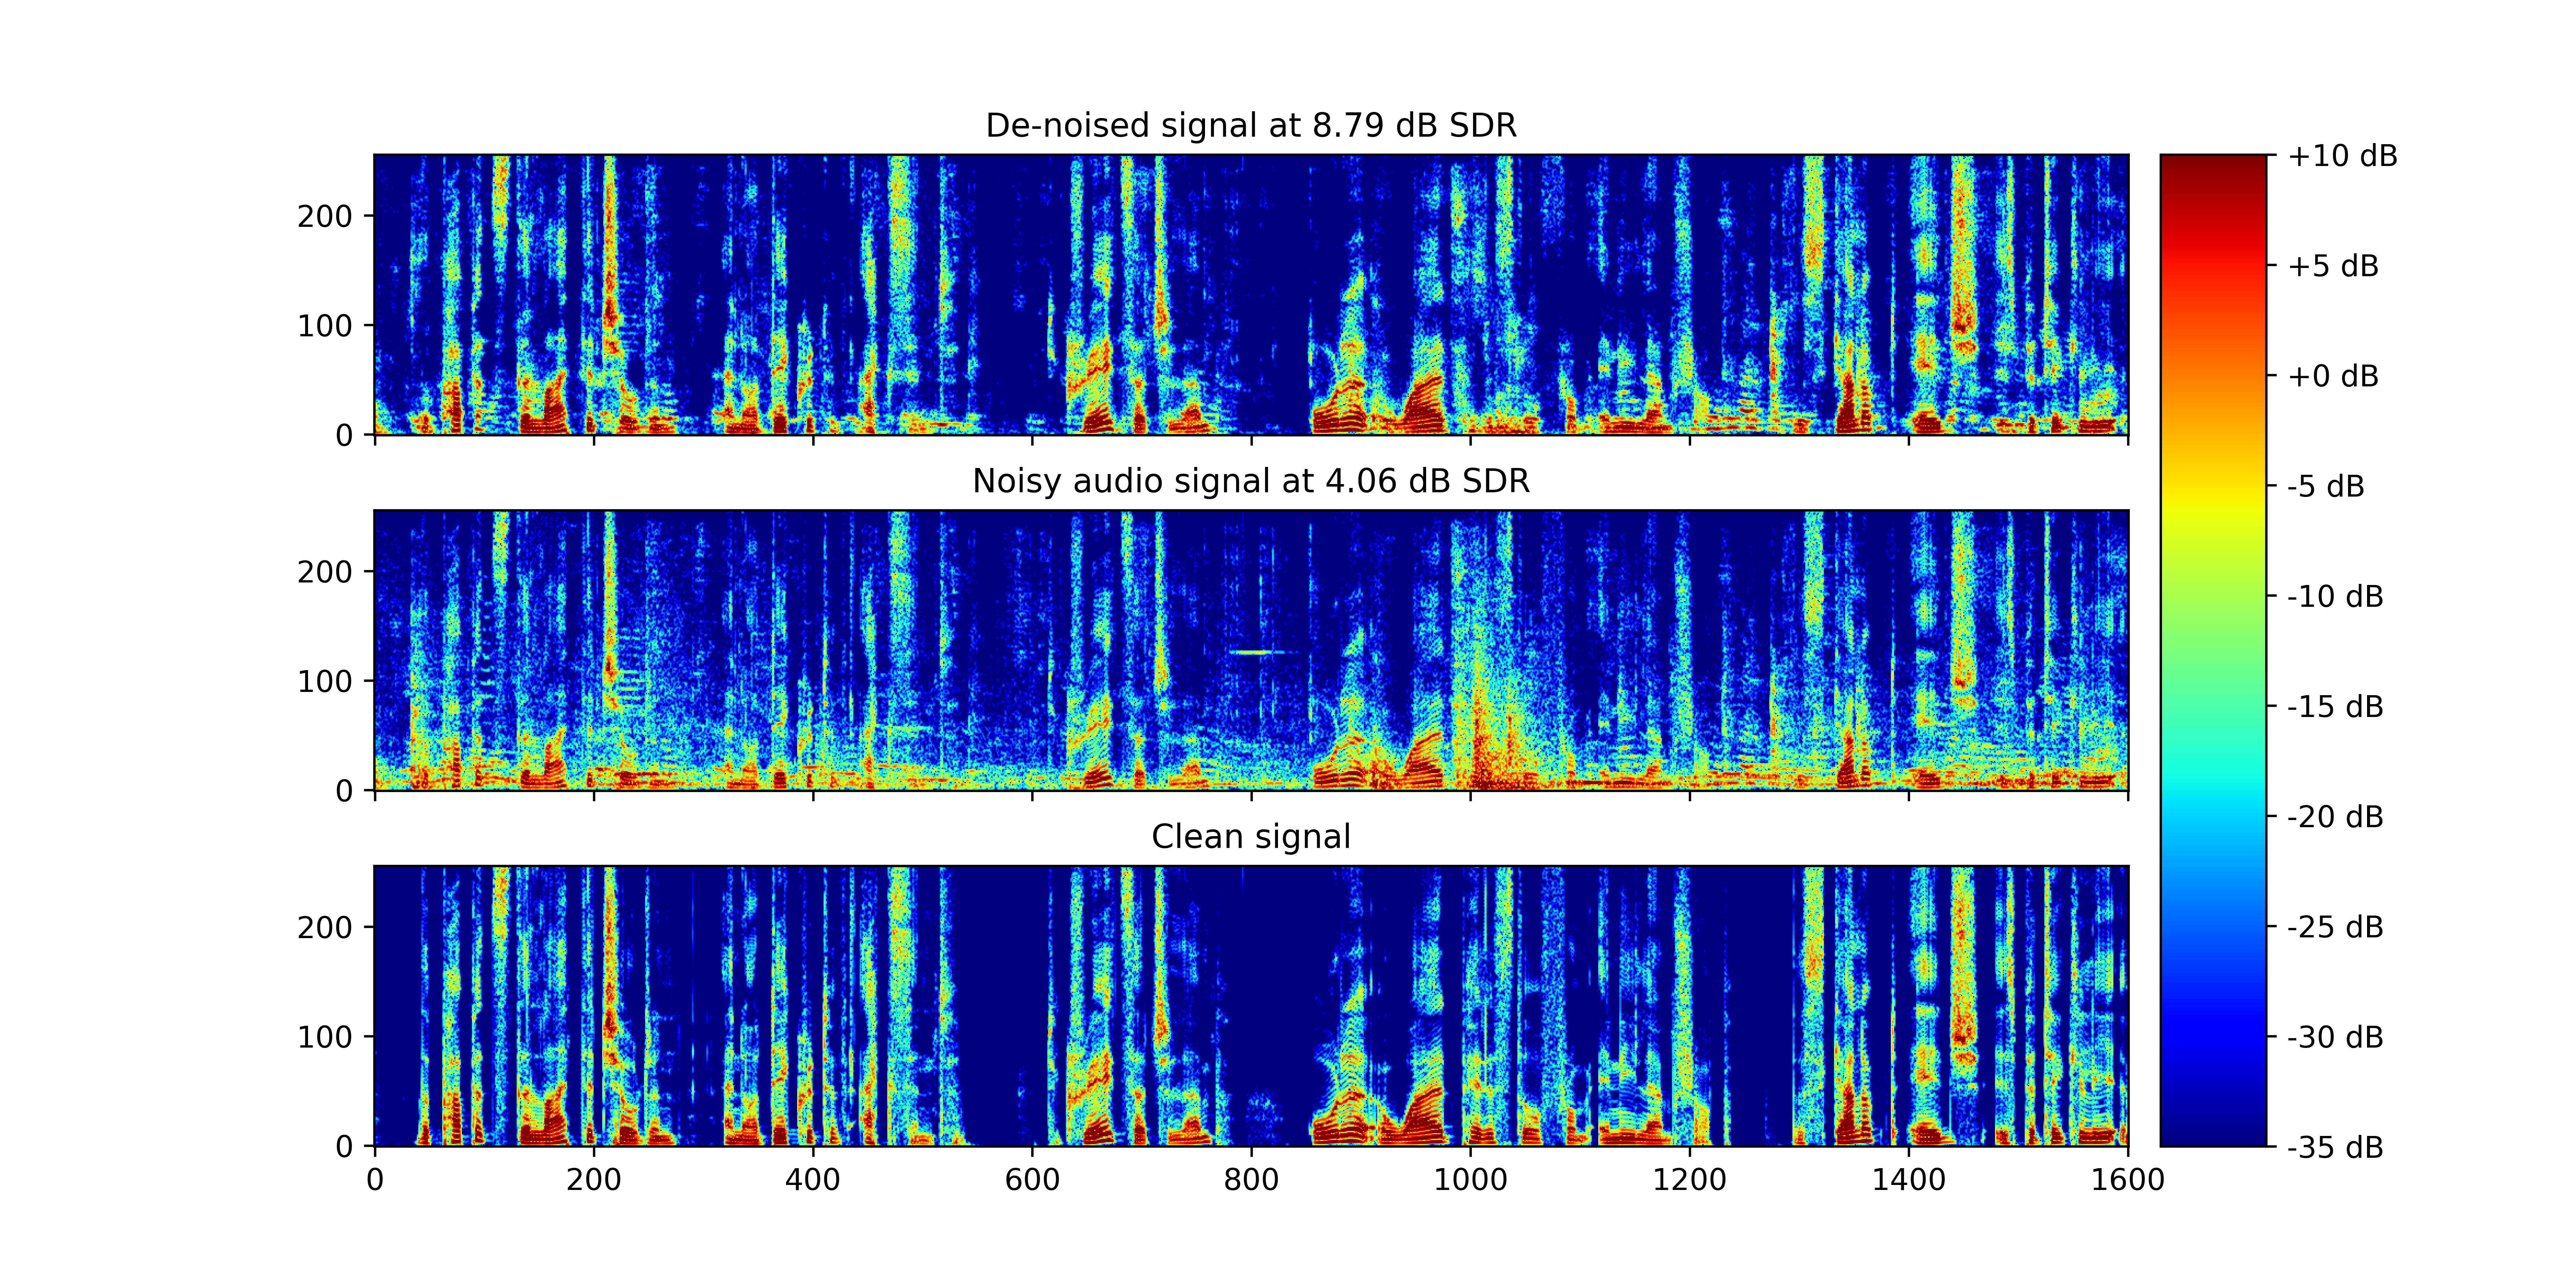 De-noised signal at 8.79 dB SDR
200
100
0
Noisy audio signal at 4.06 dB SDR
200
100
0
Clean signal
200
100
0
0 200 400 600 800 1000 1200 1400 1600
+10 dB
+5 dB
+0 dB
-5 dB
-10 dB
-15 dB
-20 dB
-25 dB
-30 dB
-35 dB